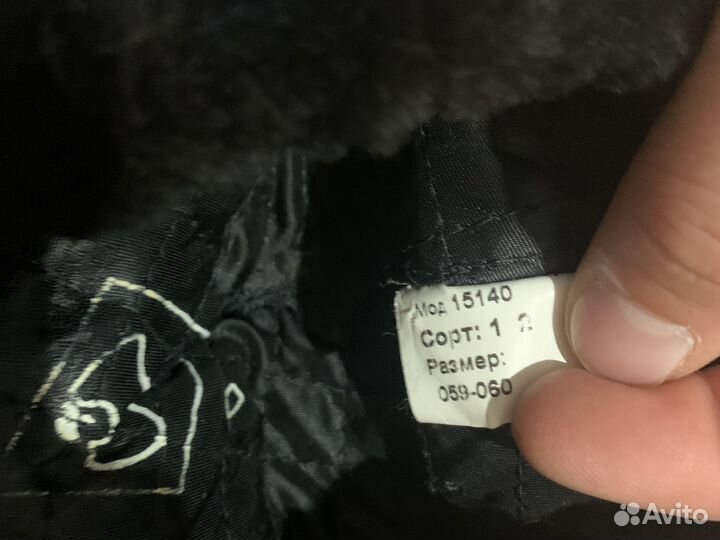 Мод 15140
Сорт: 1 2
Размер:
059-060
Avito